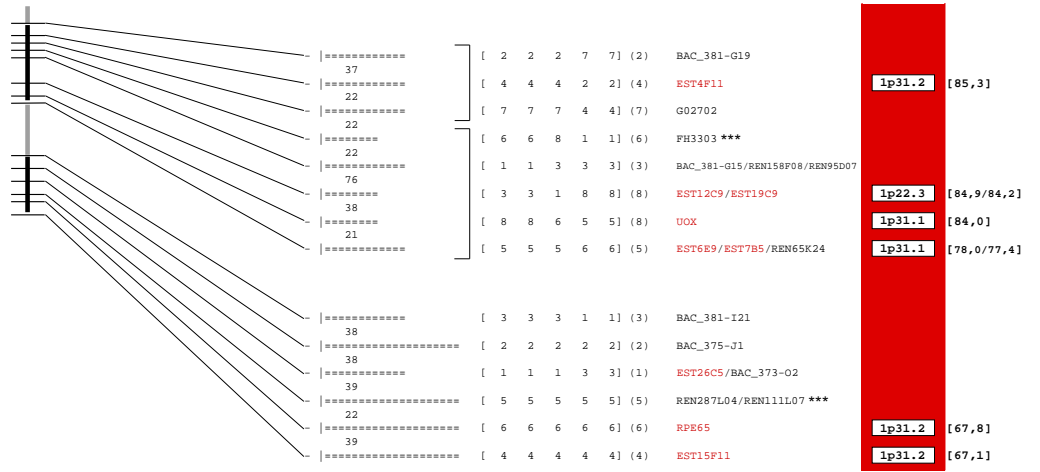 - |============ [ 2 2 2 7 7] (2) BAC_381-G19
37
- |============ [ 4 4 4 2 2] (4) EST4F11 1p31.2 [85,3]
22
- |============ [ 7 7 7 4 4] (7) G02702
22
- |======== [ 6 6 8 1 1] (6) FH3303 ***
22
- |============ [ 1 1 3 3 3] (3) BAC_381-G15/REN158F08/REN95D07
76
- |======== [ 3 3 1 8 8] (8) EST12C9/EST19C9 1p22.3 [84,9/84,2]
38
- |======== [ 8 8 6 5 5] (8) UOX 1p31.1 [84,0]
21
- |============ [ 5 5 5 6 6] (5) EST6E9/EST7B5/REN65K24 1p31.1 [78,0/77,4]
- |============ [ 3 3 3 1 1] (3) BAC_381-I21
38
- |==================== [ 2 2 2 2 2] (2) BAC_375-J1
38
- |============ [ 1 1 1 3 3] (1) EST26C5/BAC_373-O2
39
- |==================== [ 5 5 5 5 5] (5) REN287L04/REN111L07 ***
22
- |==================== [ 6 6 6 6 6] (6) RPE65 1p31.2 [67,8]
39
- |==================== [ 4 4 4 4 4] (4) EST15F11 1p31.2 [67,1]